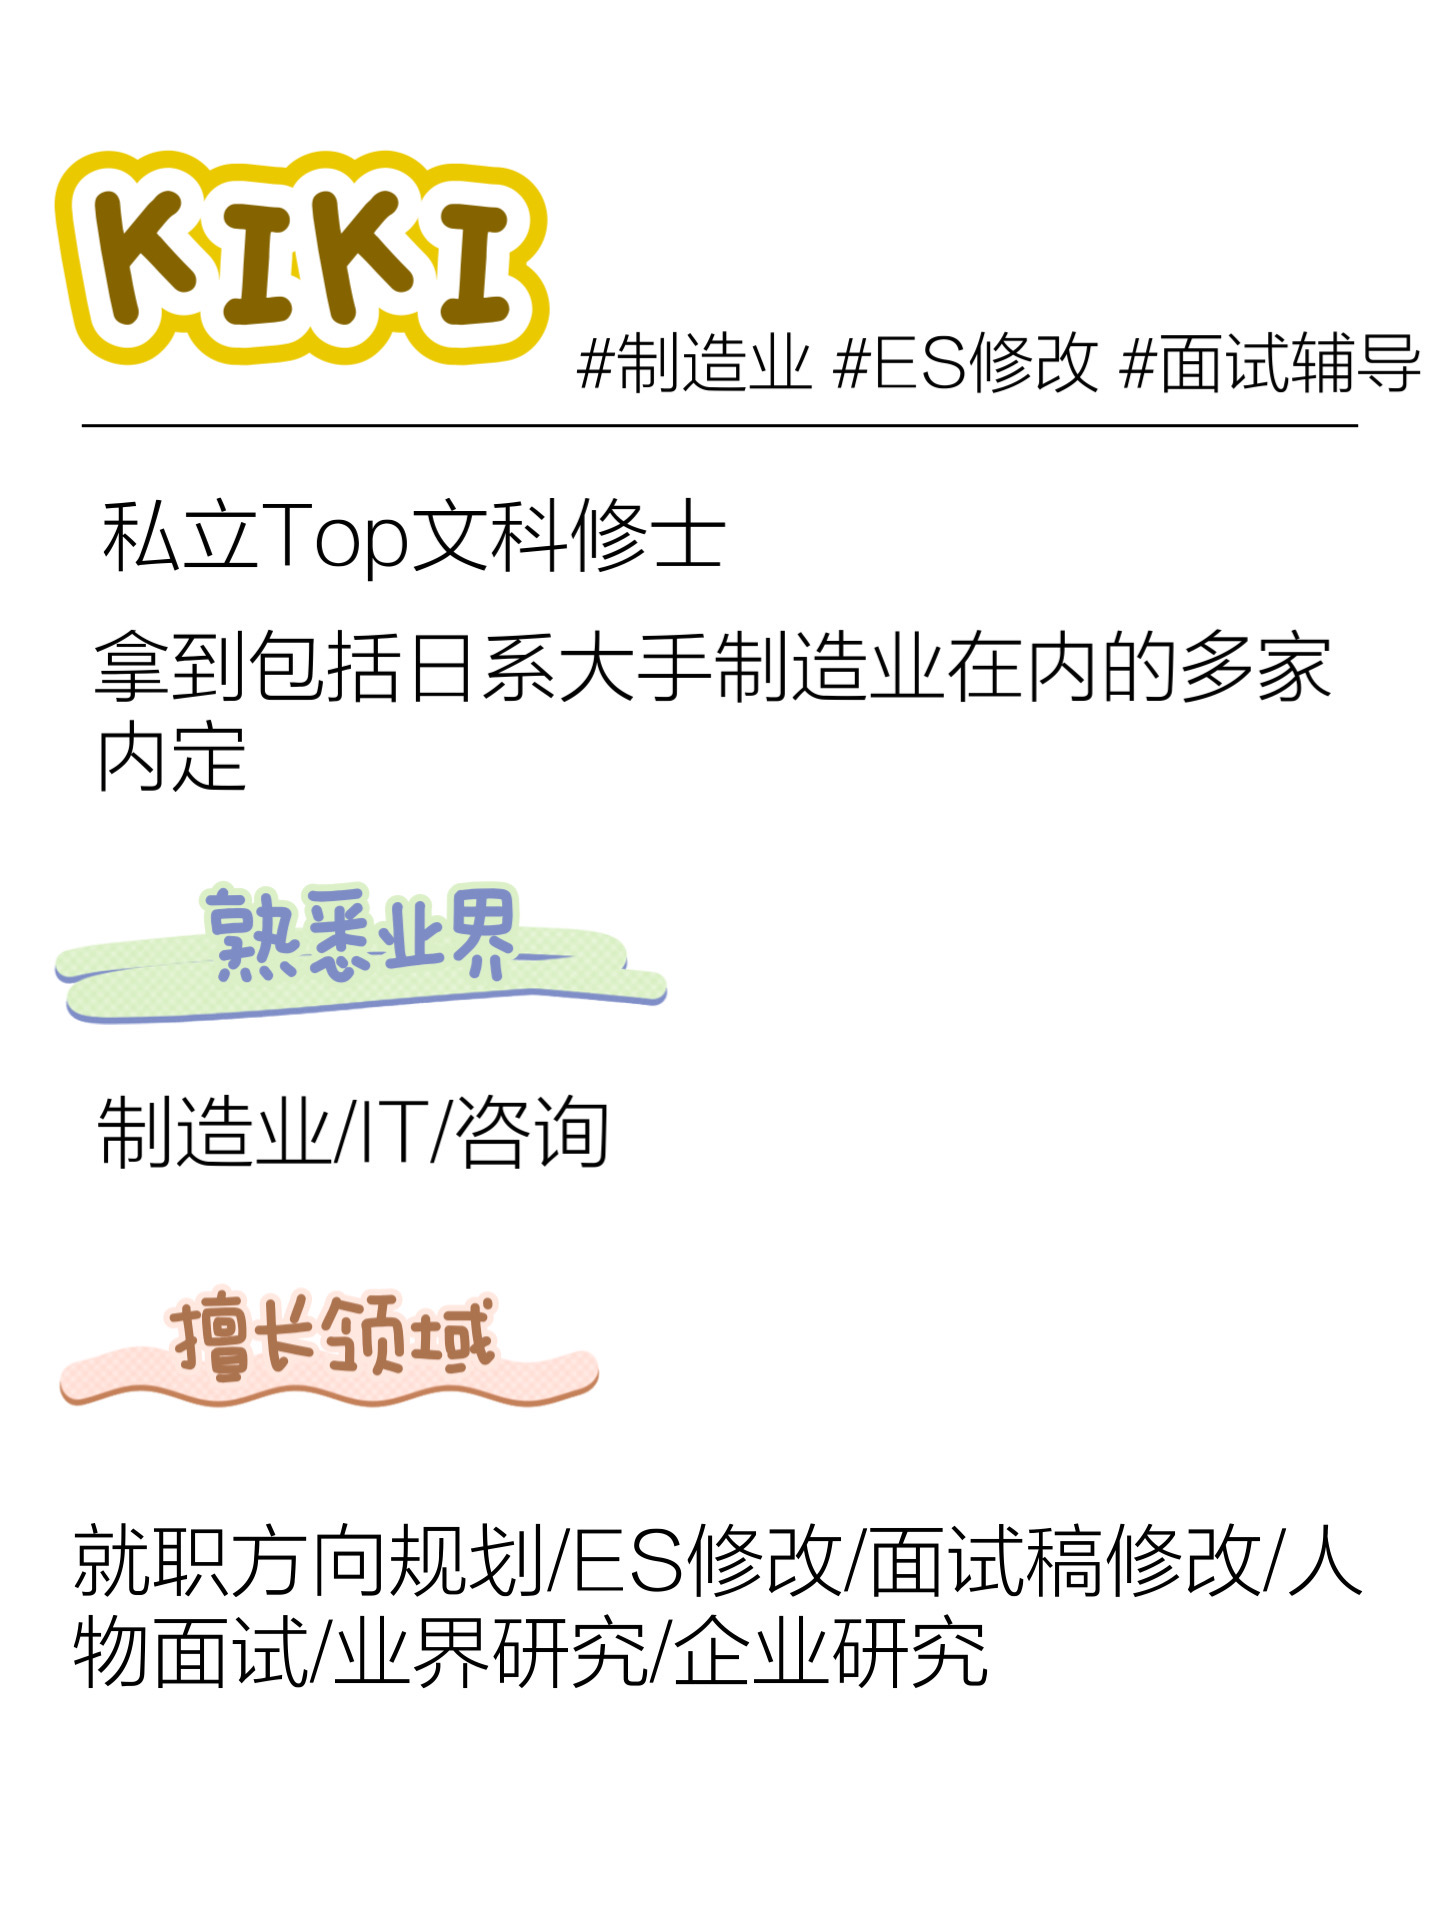 KIKI
#制造业 #ES修改 #面试辅导
私立Top文科修士
拿到包括日系大手制造业在内的多家
内定
熟悉业界
制造业/IT/咨询
擅长领域
就职方向规划/ES修改/面试稿修改/人
物面试/业界研究/企业研究